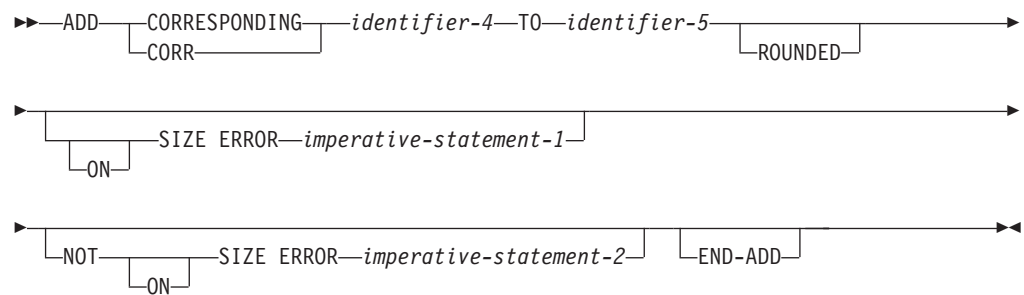 ADD CORRESPONDING identifier-4 TO identifier-5
CORR ROUNDED
SIZE ERROR imperative-statement-1
ON
NOT SIZE ERROR imperative-statement-2 END-ADD
ON